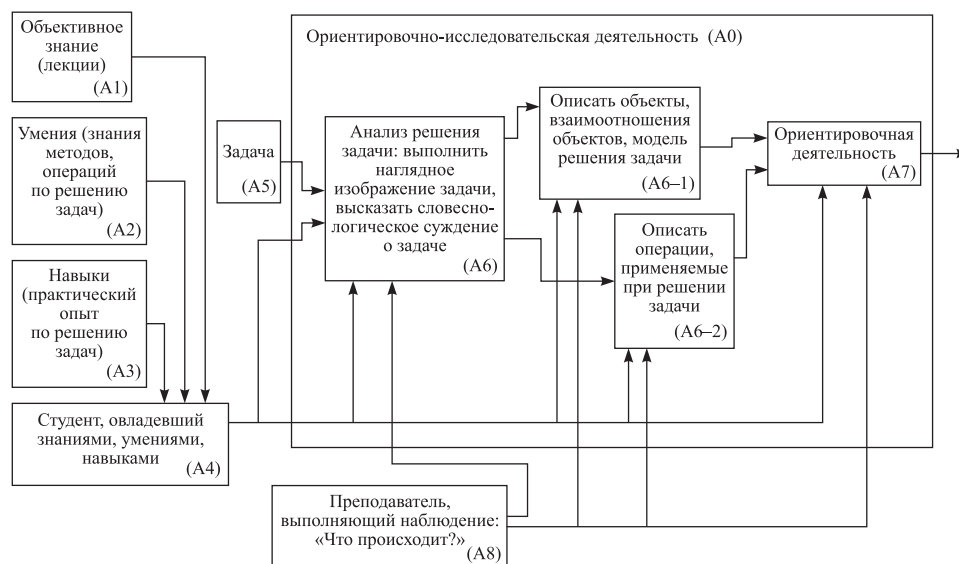 Объективное
знание
(лекции)
(А1)
Умения (знания
методов,
операций
по решению
задач)
(А2)
Навыки
(практический
опыт
по решению
задач)
(А3)
Студент, овладевший
знаниями, умениями,
навыками
(А4)
Ориентировочно-исследовательская деятельность (А0)
Задача
(А5)
Анализ решения
задачи: выполнить
наглядное
изображение задачи,
высказать словесно-
логическое суждение
о задаче
(А6)
Описать объекты,
взаимоотношения
объектов, модель
решения задачи
(А6–1)
Описать
операции,
применяемые
при решении
задачи
(А6–2)
Ориентировочная
деятельность
(А7)
Преподаватель,
выполняющий наблюдение:
«Что происходит?»
(А8)